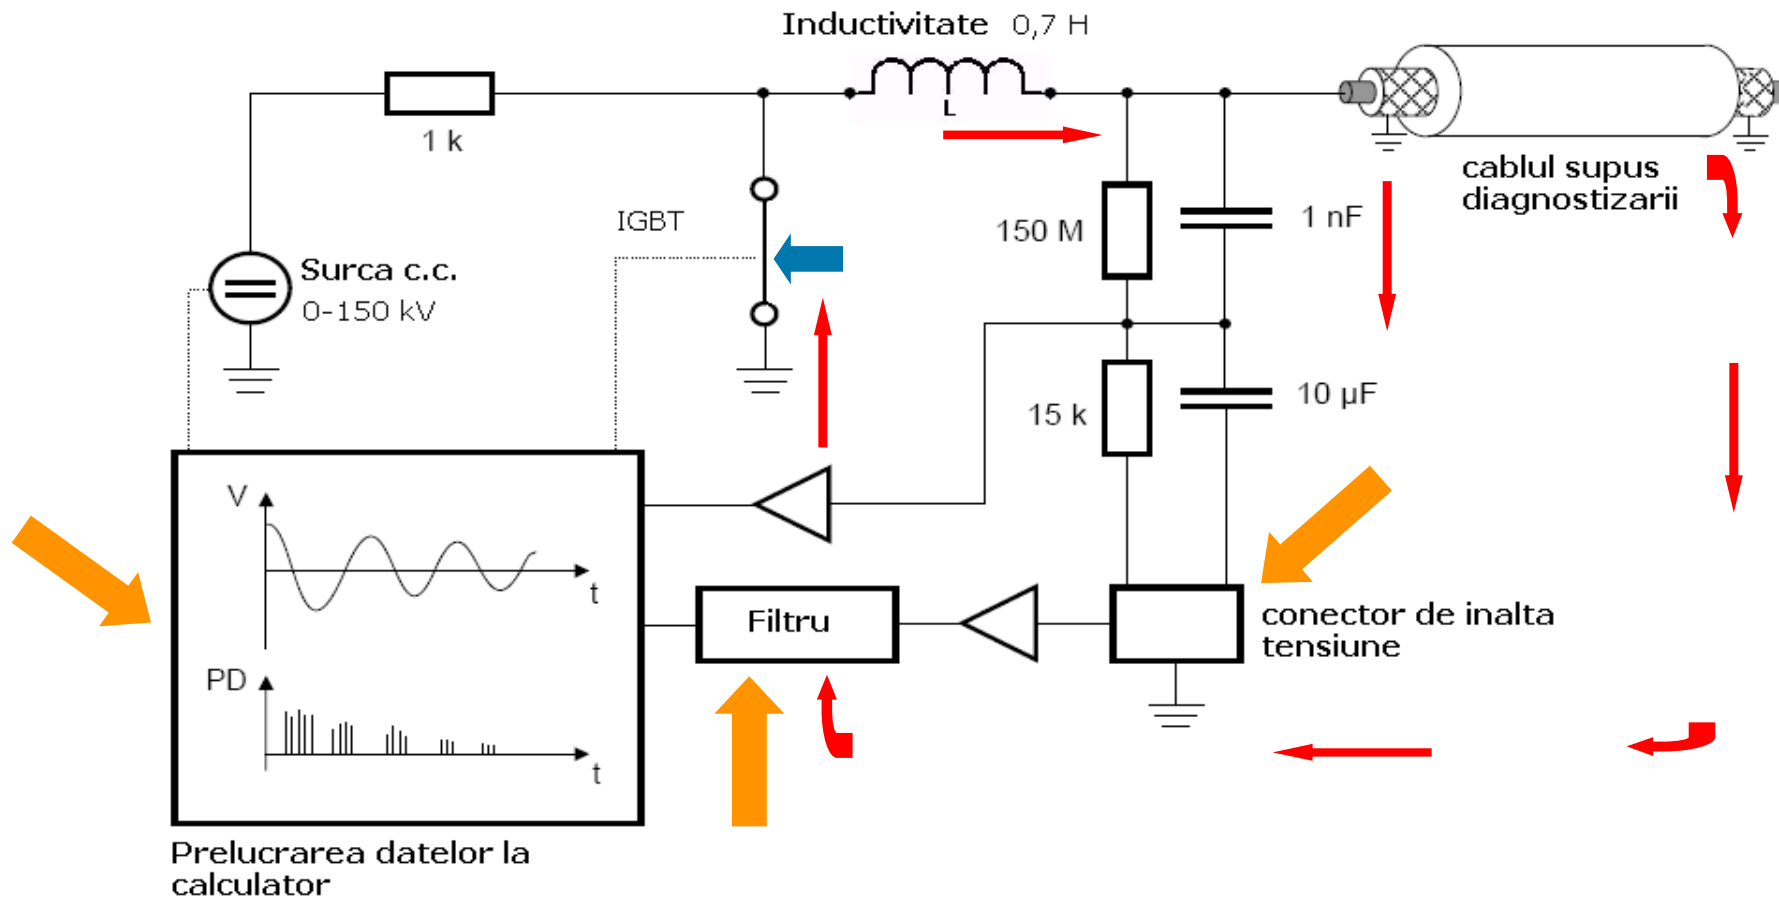 Inductivitate 0,7 H
L
1 k
cablul supus
diagnostizarii
IGBT
150 M
1 nF
Surca c.c.
0-150 kV
15 k
10 µF
V
t
Filtru
conector de inalta
tensiune
PD
t
Prelucrarea datelor la
calculator